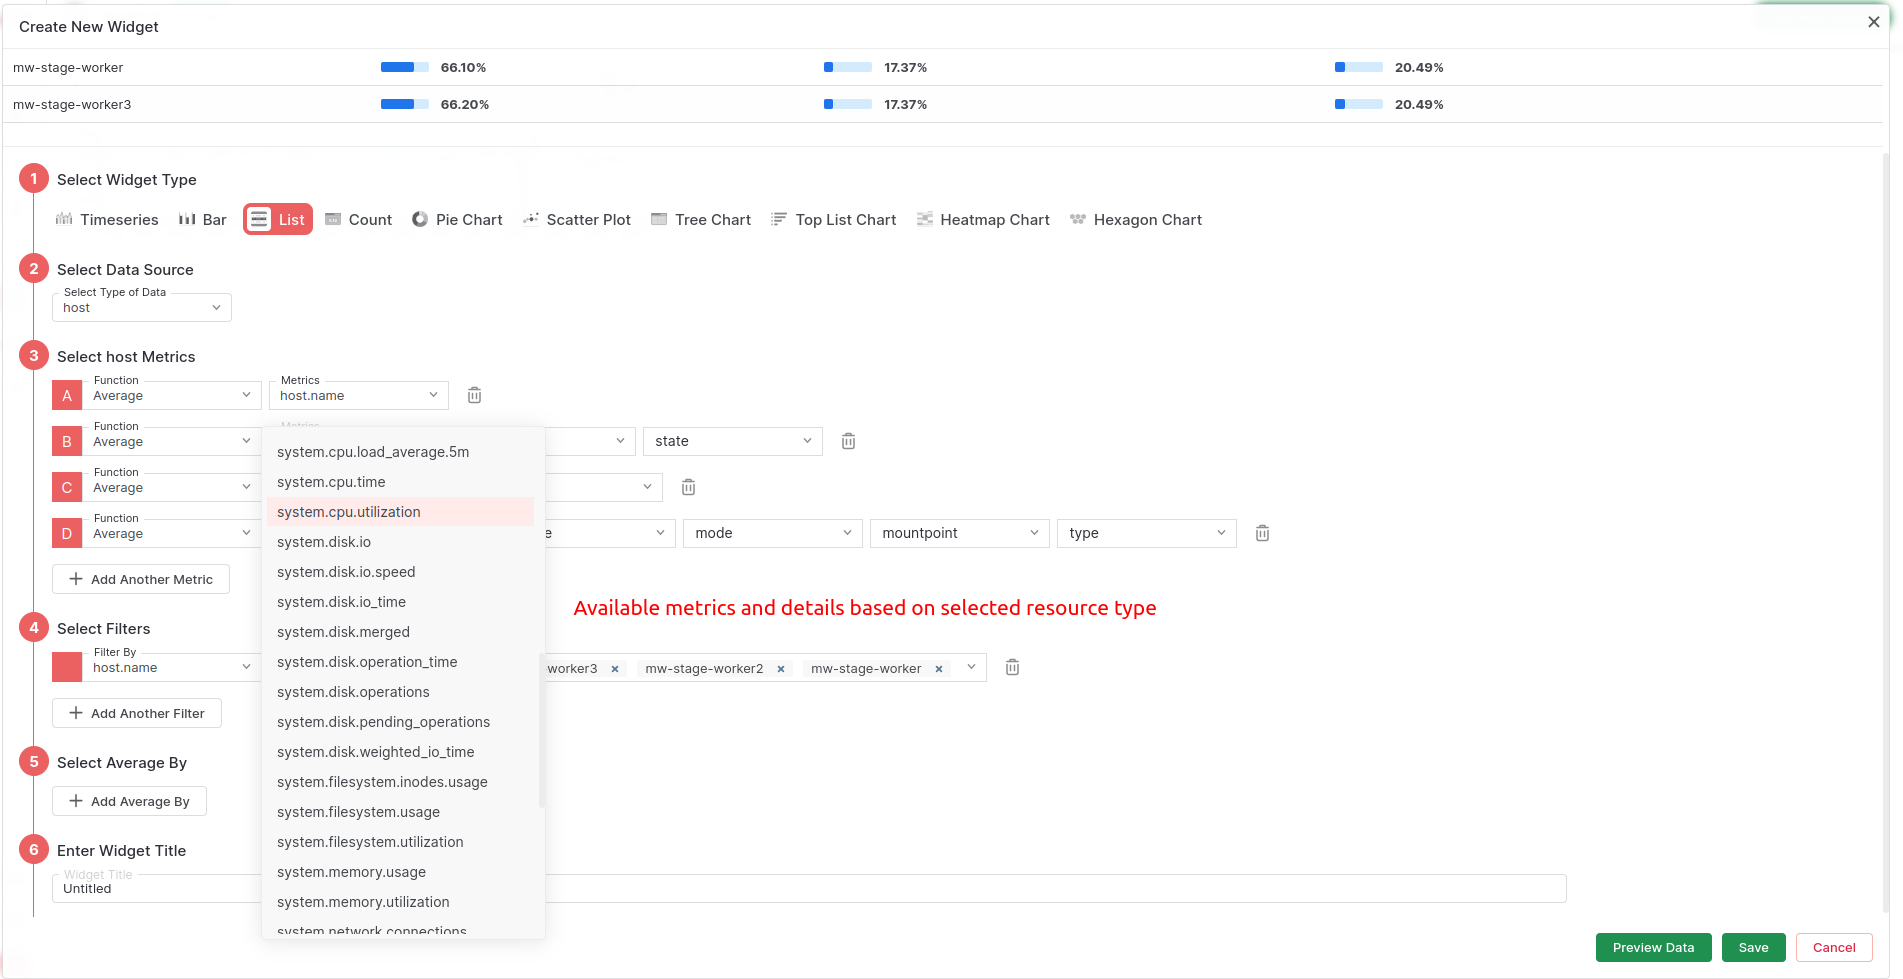 Create New Widget
mw-stage-worker 66.10% 17.37% 20.49%
mw-stage-worker3 66.20% 17.37% 20.49%
1 Select Widget Type
Timeseries Bar List Count Pie Chart Scatter Plot Tree Chart Top List Chart Heatmap Chart Hexagon Chart
2 Select Data Source
Select Type of Data
host
3 Select host Metrics
Function Metrics
A Average host.name
Function Metrics
B Average state
Function
C Average
Function
D Average e mode mountpoint type
Add Another Metric
system.cpu.load_average.5m
system.cpu.time
system.cpu.utilization
system.disk.io
system.disk.io.speed
system.disk.io_time
system.disk.merged
system.disk.operation_time
system.disk.operations
system.disk.pending_operations
system.disk.weighted_io_time
system.filesystem.inodes.usage
system.filesystem.usage
system.filesystem.utilization
system.memory.usage
system.memory.utilization
system.network.connections
Available metrics and details based on selected resource type
4 Select Filters
Filter By
host.name worker3 × mw-stage-worker2 × mw-stage-worker ×
Add Another Filter
5 Select Average By
Add Average By
6 Enter Widget Title
Widget Title
Untitled
Preview Data Save Cancel